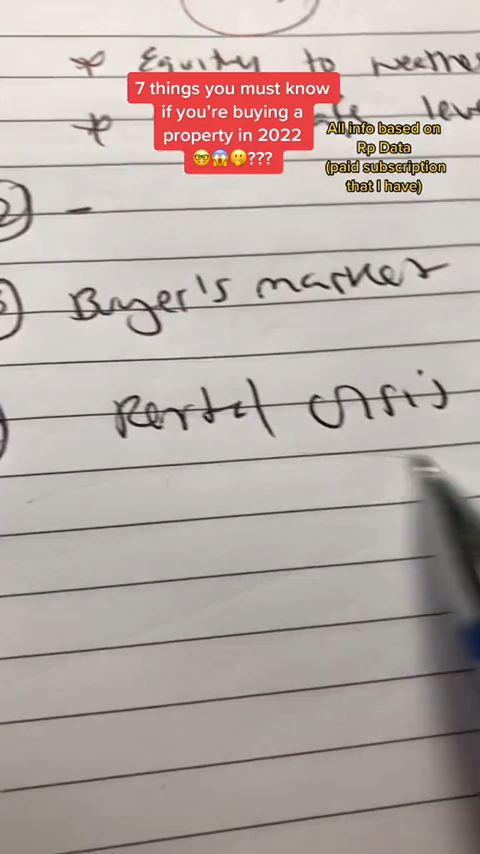 * Equity to
7 things you must know
if you're buying a
property in 2022
🤓😱🤫???
*
All info based on
Rp Data
(paid subscription
that I have)
2) -
Buyer's market
Rental crisis